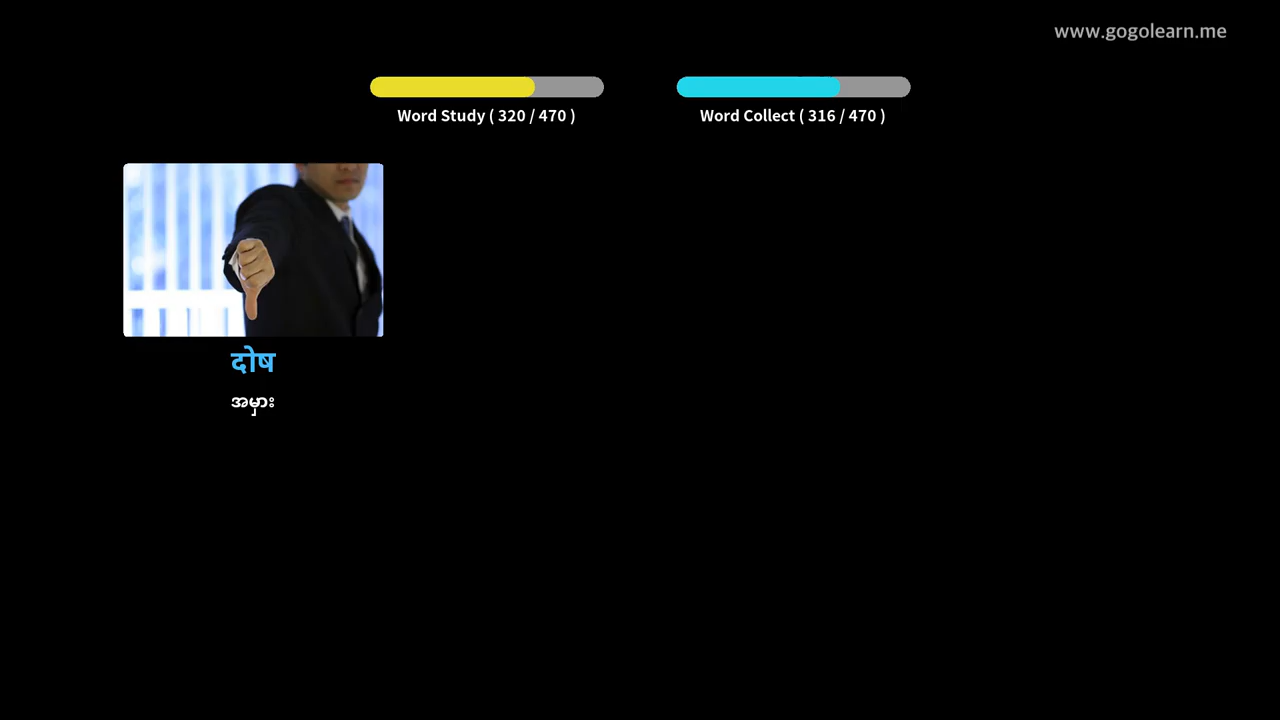 www.gogolearn.me
Word Study ( 320 / 470 )
Word Collect ( 316 / 470 )
दोष
အမှား